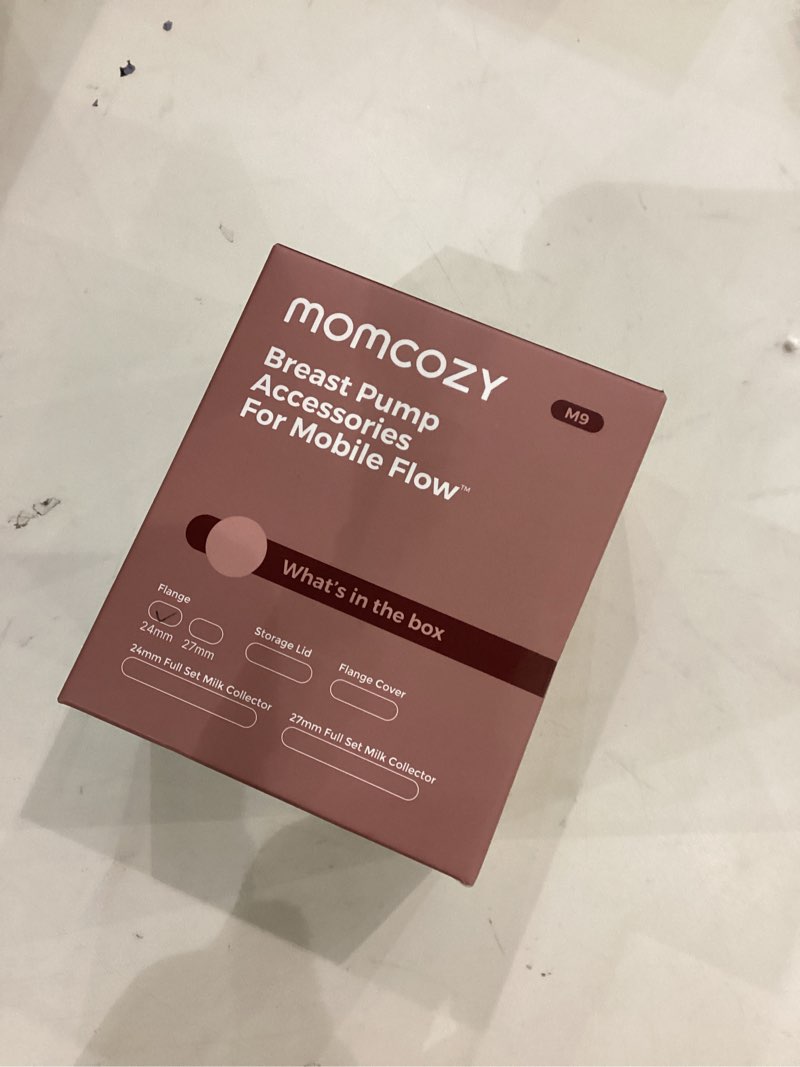 momcozy
M9
Breast Pump
Accessories
For Mobile Flow™
What's in the box
Flange
24mm 27mm
Storage Lid
Flange Cover
24mm Full Set Milk Collector
27mm Full Set Milk Collector